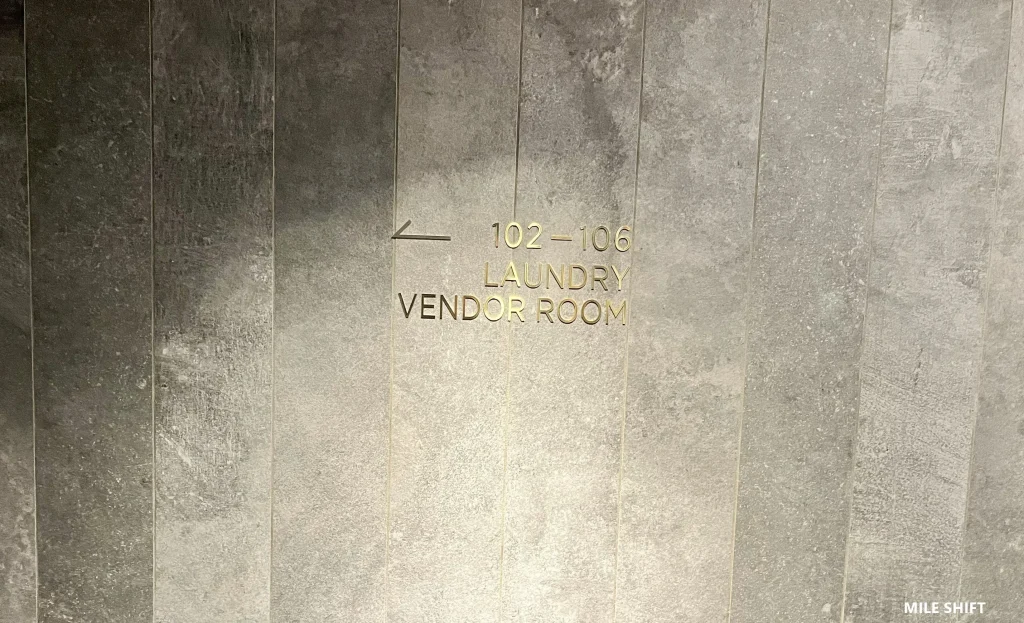 102 – 106
LAUNDRY
VENDOR ROOM
MILE SHIFT